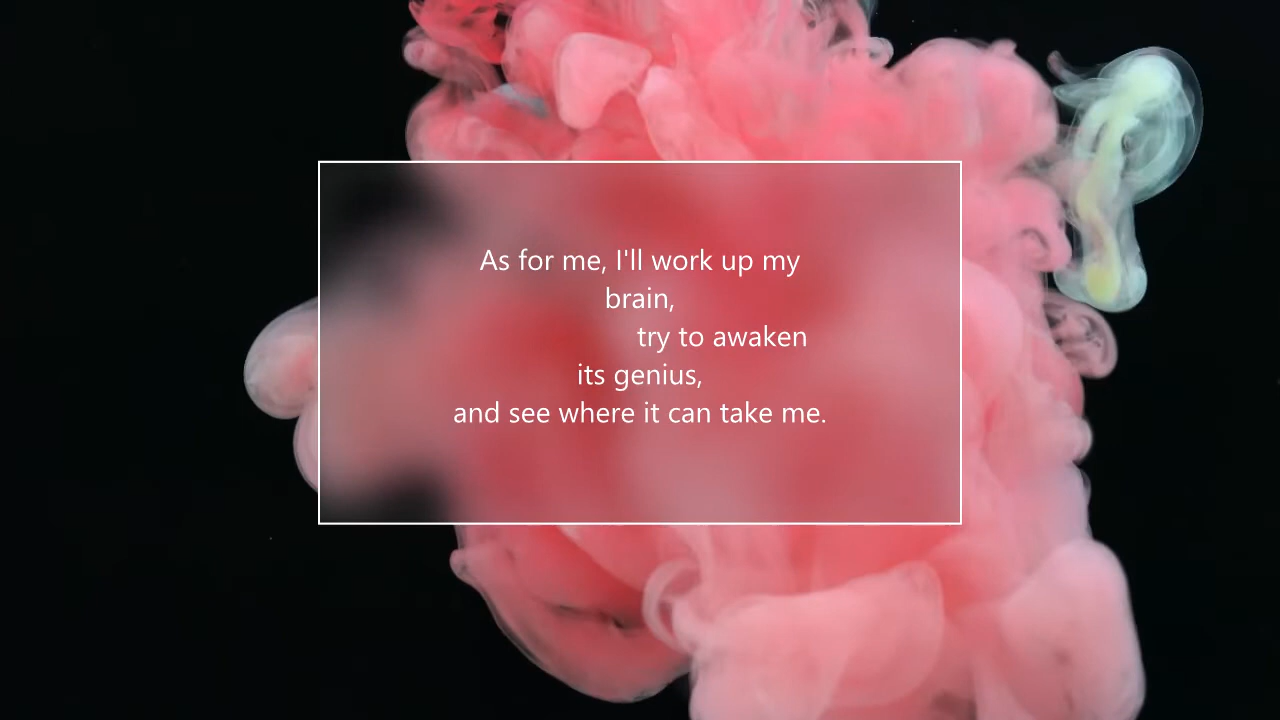 As for me, I'll work up my
brain,
try to awaken
its genius,
and see where it can take me.